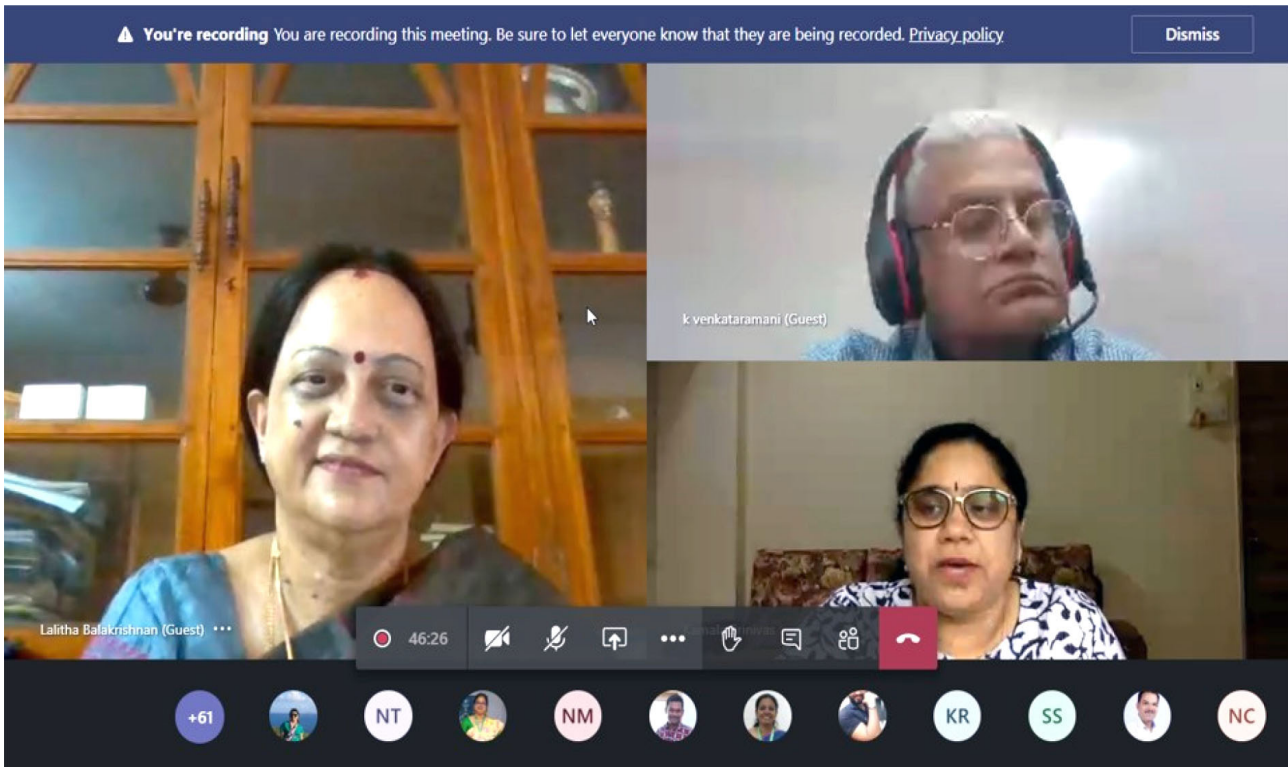 You're recording You are recording this meeting. Be sure to let everyone know that they are being recorded. Privacy policy
Dismiss
k venkataramani (Guest)
Lalitha Balakrishnan (Guest) •••
46:26
+61
NT
NM
KR
SS
NC